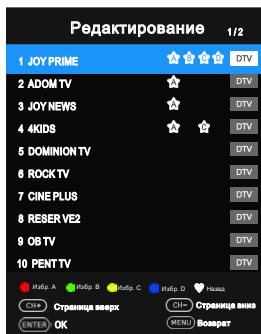 Редактирование 1/2
1 JOY PRIME A B C D DTV
2 ADOM TV A DTV
3 JOY NEWS A DTV
4 4KIDS A C DTV
5 DOMINION TV DTV
6 ROCK TV DTV
7 CINE PLUS DTV
8 RESER VE2 DTV
9 OB TV DTV
10 PENT TV DTV
Избр. A Избр. B Избр. C Избр. D Назад
CH+ Страница вверх CH- Страница вниз
ENTER OK MENU Возврат